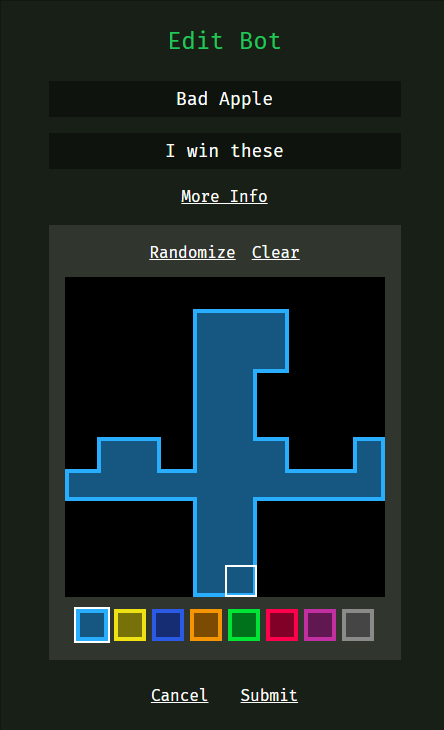 Edit Bot
Bad Apple
I win these
More Info
Randomize Clear
Cancel Submit